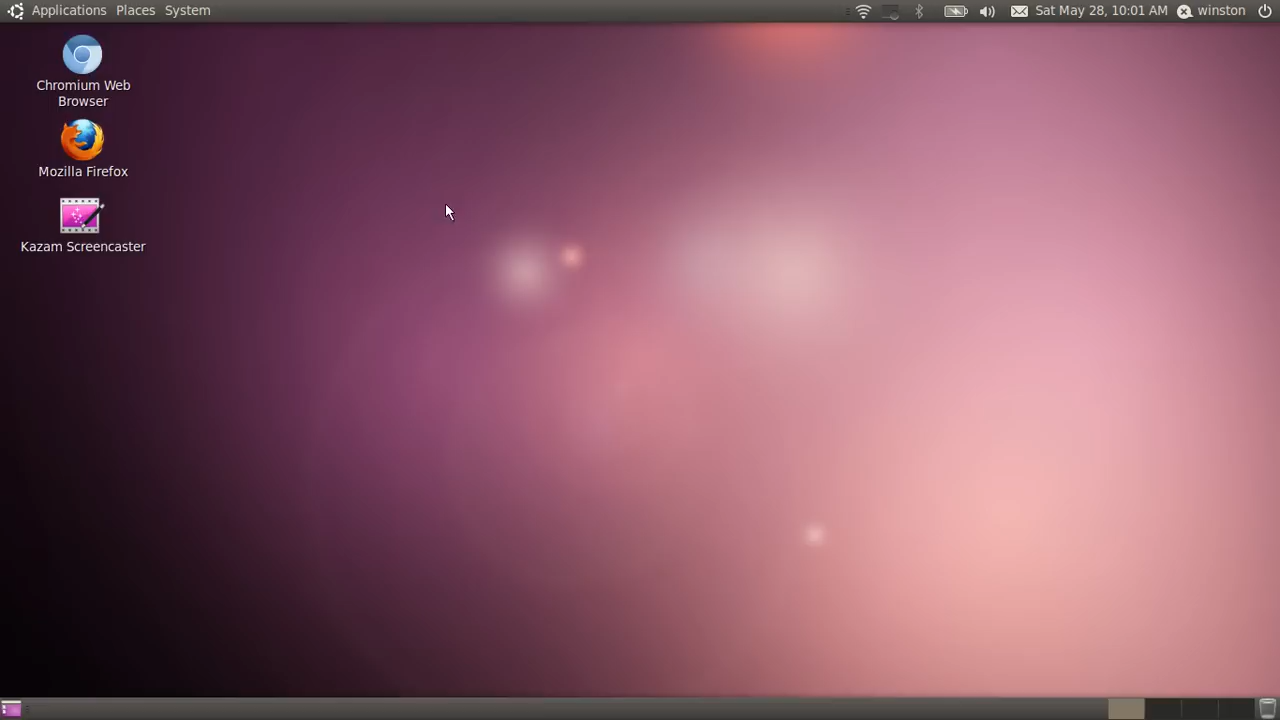 Applications Places System Sat May 28, 10:01 AM winston
Chromium Web
Browser
Mozilla Firefox
Kazam Screencaster